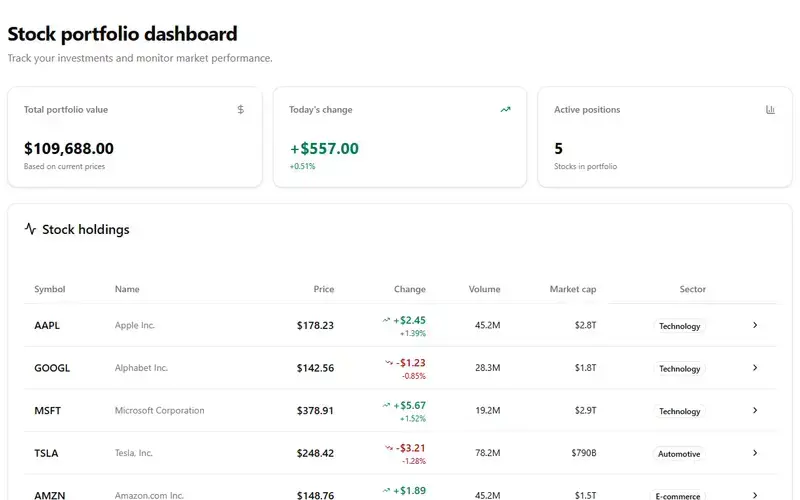 Stock portfolio dashboard
Track your investments and monitor market performance.
Total portfolio value $
$109,688.00
Based on current prices
Today's change
+$557.00
+0.51%
Active positions
5
Stocks in portfolio
Stock holdings
Symbol Name Price Change Volume Market cap Sector
AAPL Apple Inc. $178.23 +$2.45 45.2M $2.8T Technology
+1.39%
GOOGL Alphabet Inc. $142.56 -$1.23 28.3M $1.8T Technology
-0.85%
MSFT Microsoft Corporation $378.91 +$5.67 19.2M $2.9T Technology
+1.52%
TSLA Tesla, Inc. $248.42 -$3.21 78.2M $790B Automotive
-1.28%
AMZN Amazon.com Inc. $148.76 +$1.89 45.2M $1.5T E-commerce